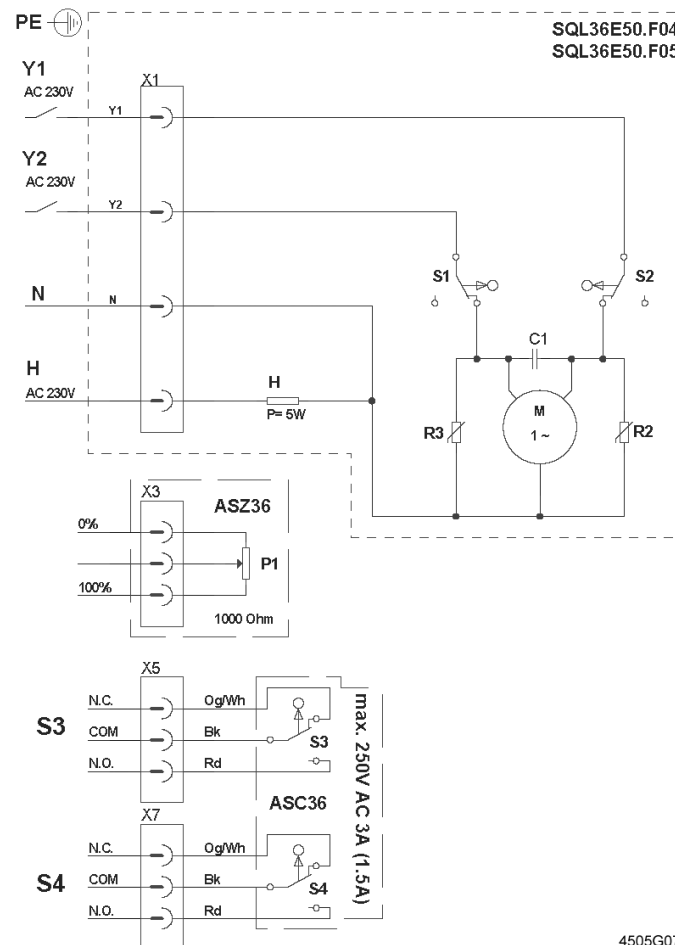 PE
SQL36E50.F04
SQL36E50.F05
Y1
AC 230V
X1
Y1
Y2
AC 230V
Y2
S1
S2
N
N
C1
H
AC 230V
H
P= 5W
M
1 ~
R3
R2
X3
ASZ36
0%
P1
100%
1000 Ohm
X5
N.C.
Og/Wh
S3
COM
Bk
S3
N.O.
Rd
max. 250V AC 3A (1.5A)
ASC36
X7
N.C.
Og/Wh
S4
COM
Bk
S4
N.O.
Rd
4505G07